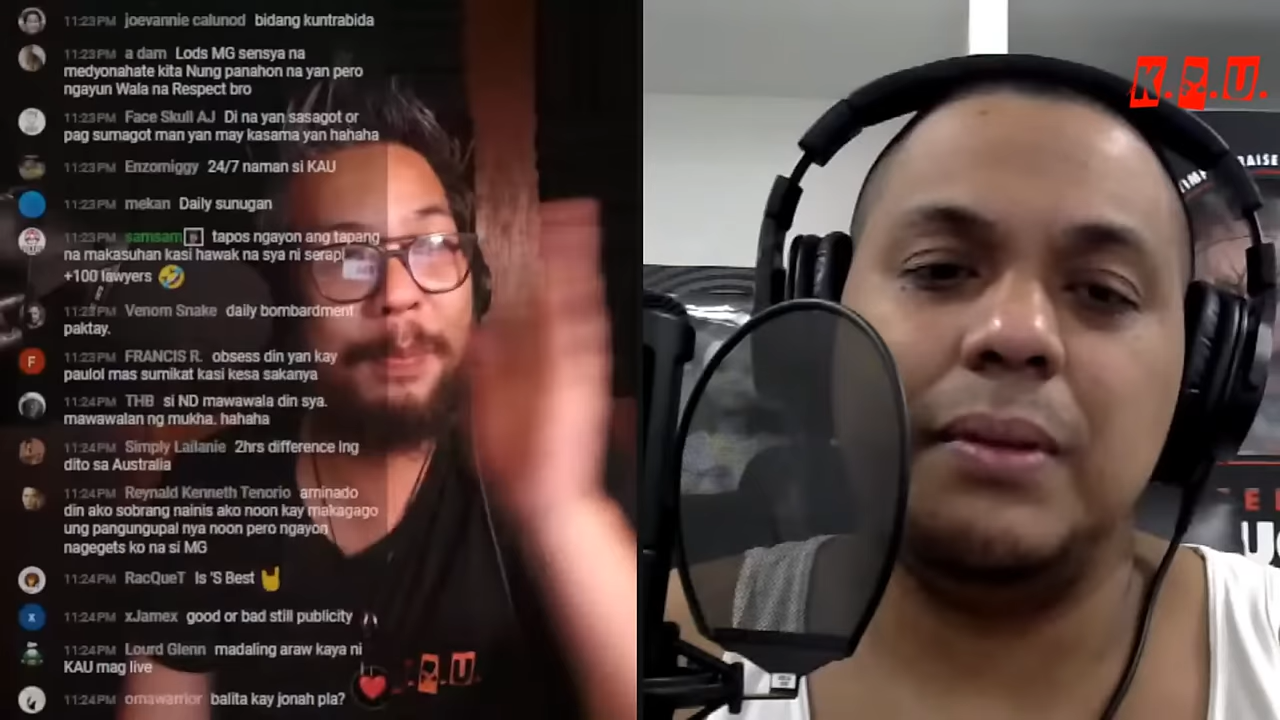 11:23PM joevannie calunod bidang kuntrabida
11:23PM a dam Lods MG sensya na
medyonahate kita Nung panahon na yan pero
ngayun Wala na Respect bro
11:23PM Face Skull AJ Di na yan sasagot or
pag sumagot man yan may kasama yan hahaha
11:23PM Enzomiggy 24/7 naman si KAU
11:23PM mekan Daily sunugan
11:23PM samsam tapos ngayon ang tapang
na makasuhan kasi hawak na sya ni serapl
+100 lawyers 🤣
11:23PM Venom Snake daily bombardment
paktay.
F 11:23PM FRANCIS R. obsess din yan kay
paulol mas sumikat kasi kesa sakanya
11:24PM THB si ND mawawala din sya.
mawawalan ng mukha. hahaha
11:24PM Simply Lailanie 2hrs difference lng
dito sa Australia
11:24PM Reynald Kenneth Tenorio aminado
din ako sobrang nainis ako noon kay makagago
ung pangungupal nya noon pero ngayon
nagegets ko na si MG
11:24PM RacQueT Is 'S Best 🤘
x 11:24PM xJamex good or bad still publicity
11:24PM Lourd Glenn madaling araw kaya ni
KAU mag live
11:24PM omawarrior balita kay jonah pla?
K.R.U.